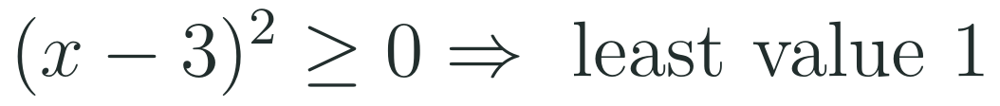 (x − 3)² ≥ 0 ⇒ least value 1